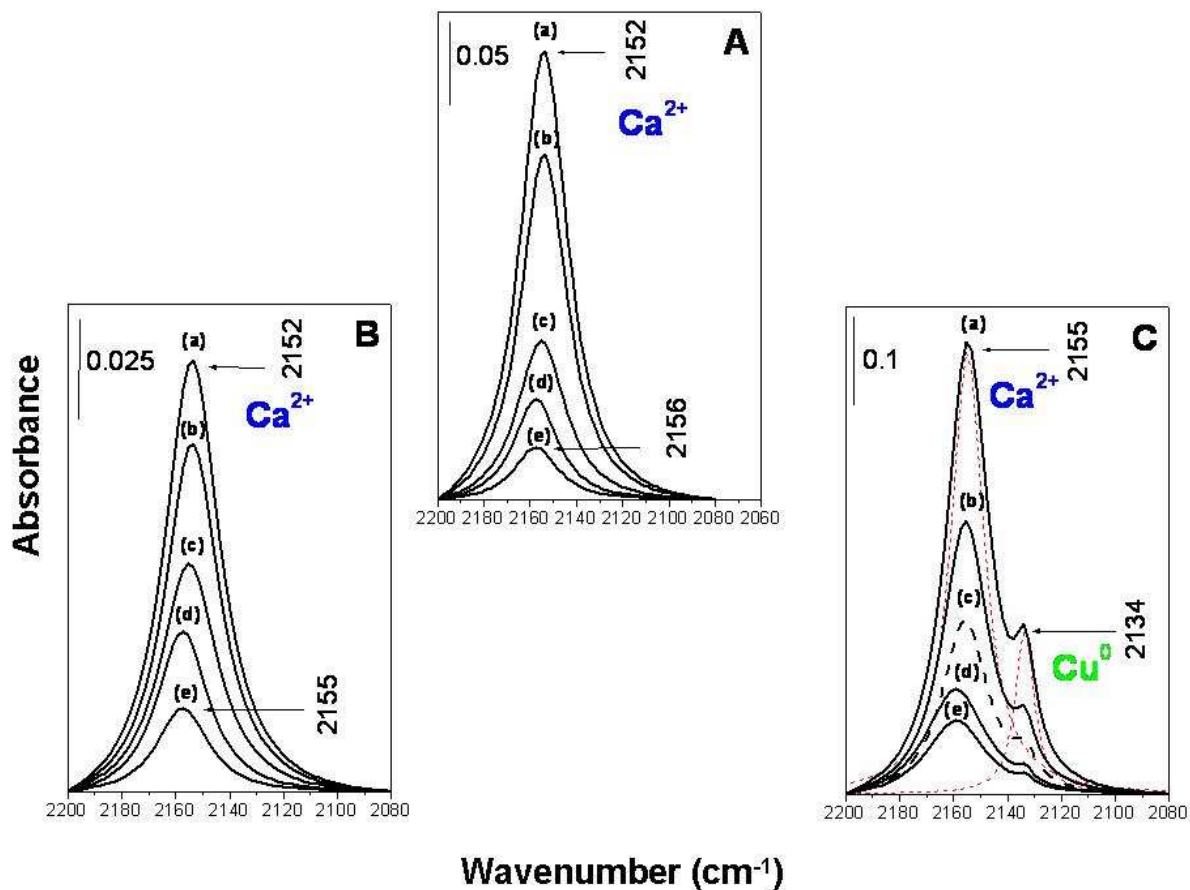 A
0.05
(a)
2152
Ca²⁺
(b)
(c)
(d)
(e)
2156
2200 2180 2160 2140 2120 2100 2080 2060
B
0.025
(a)
2152
Ca²⁺
(b)
(c)
(d)
(e)
2155
2200 2160 2140 2120 2100 2080
C
0.1
(a)
2155
Ca²⁺
(b)
(c)
(d)
(e)
2134
Cu⁰
2200 2160 2140 2120 2100 2080
Absorbance
Wavenumber (cm⁻¹)